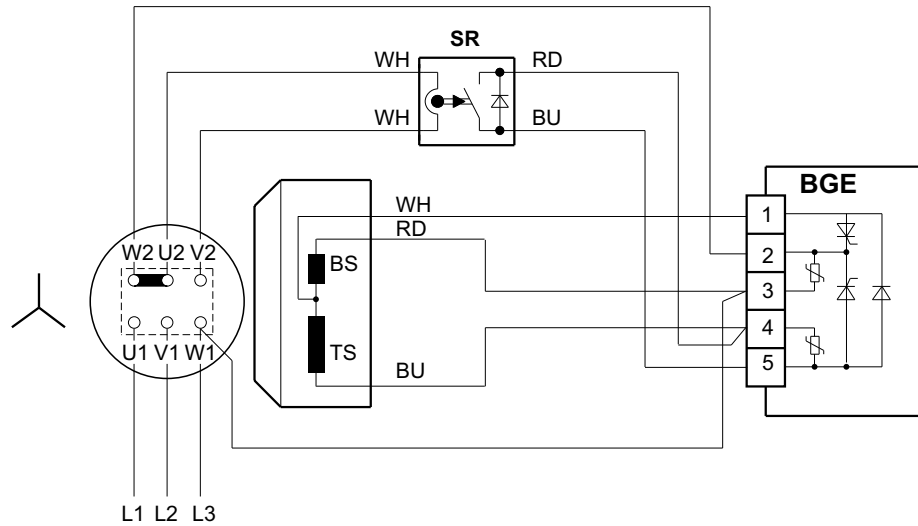 SR
WH RD
WH BU
BGE
WH
RD
1
W2 U2 V2
BS
2
3
4
U1 V1 W1
TS
BU
5
L1 L2 L3